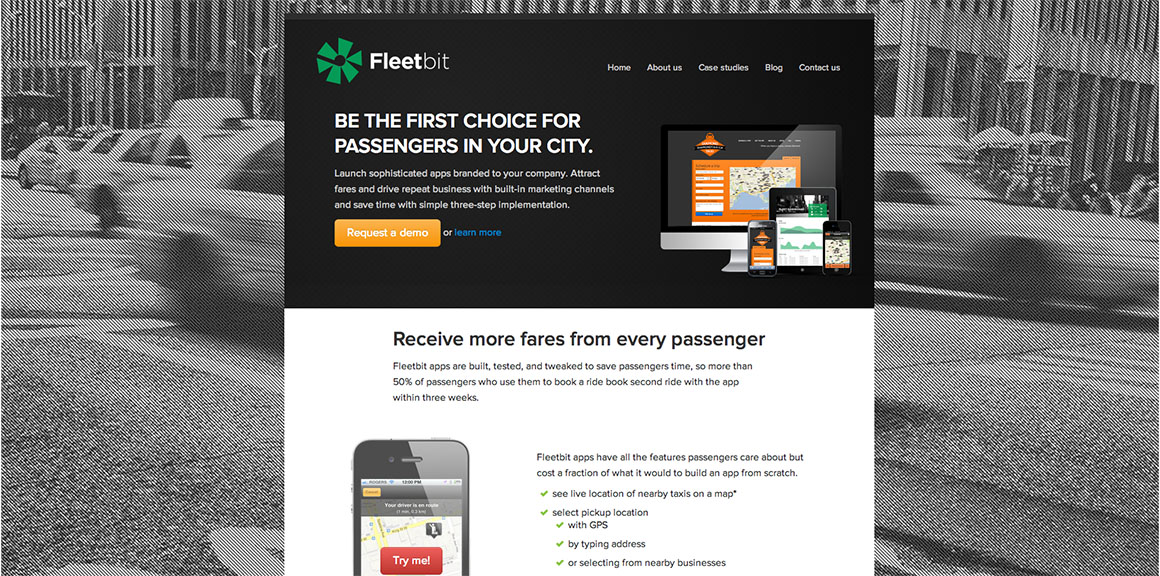 Fleetbit
Home About us Case studies Blog Contact us
BE THE FIRST CHOICE FOR
PASSENGERS IN YOUR CITY.
Launch sophisticated apps branded to your company. Attract
fares and drive repeat business with built-in marketing channels
and save time with simple three-step implementation.
Request a demo or learn more
Receive more fares from every passenger
Fleetbit apps are built, tested, and tweaked to save passengers time, so more than
50% of passengers who use them to book a ride book second ride with the app
within three weeks.
Fleetbit apps have all the features passengers care about but
cost a fraction of what it would to build an app from scratch.
see live location of nearby taxis on a map*
select pickup location
with GPS
by typing address
or selecting from nearby businesses
ROGERS 12:00 PM
Cancel
Your driver is en route
(1 min, 0.3 km)
Try me!